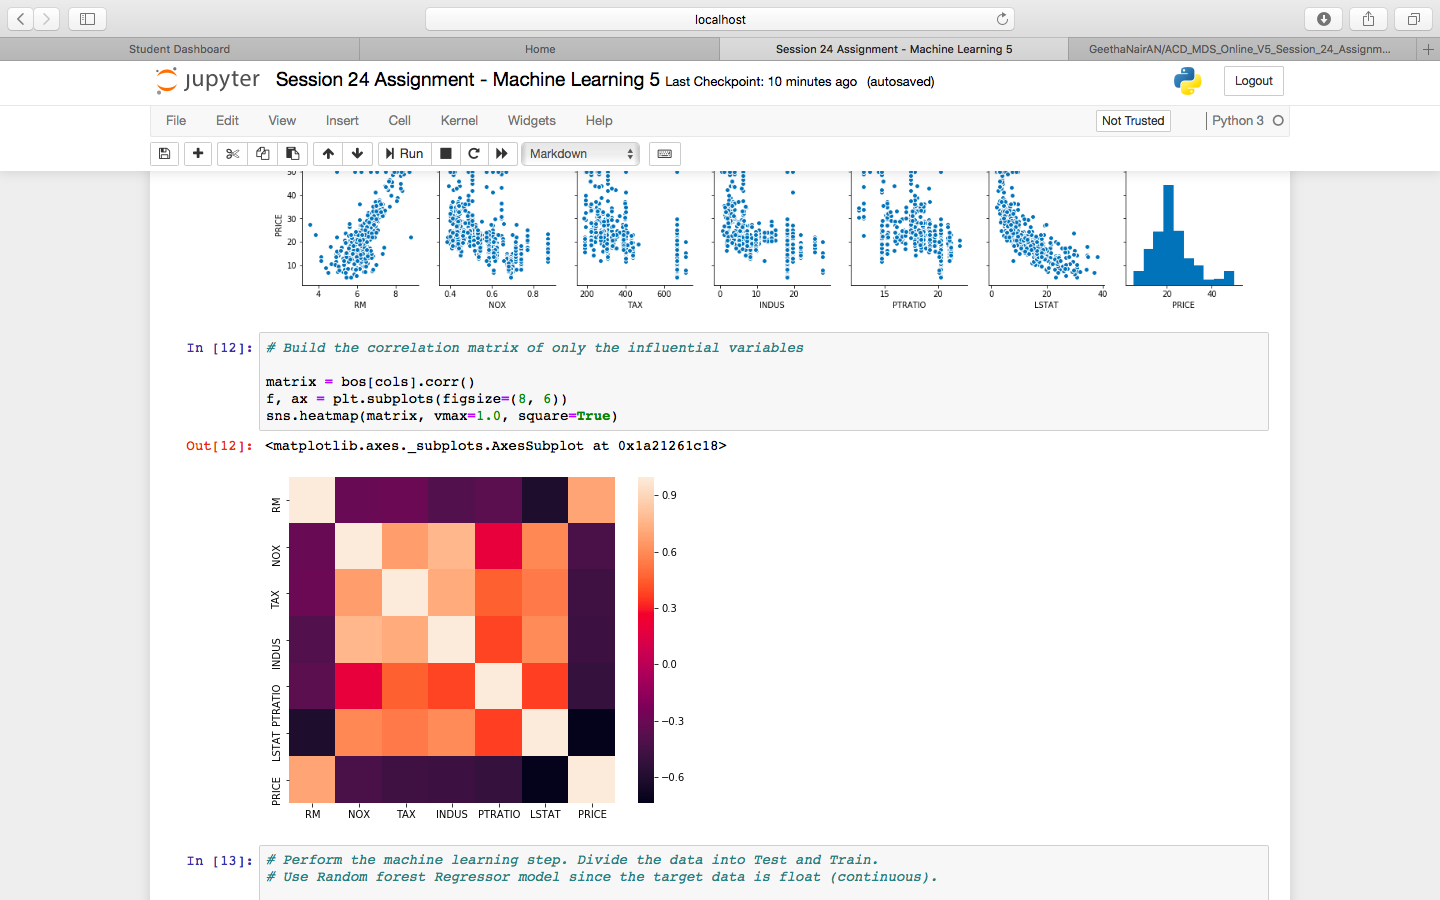 localhost
Student Dashboard
Home
Session 24 Assignment - Machine Learning 5
GeethaNairAN/ACD_MDS_Online_V5_Session_24_Assignm...
jupyter Session 24 Assignment - Machine Learning 5 Last Checkpoint: 10 minutes ago (autosaved)
Logout
File Edit View Insert Cell Kernel Widgets Help
Not Trusted
Python 3
Run
Markdown
50
40
30
20
10
PRICE
4 6 8
0.4 0.6 0.8
200 400 600
0 10 20
15 20
0 20 40
20 40
RM NOX TAX INDUS PTRATIO LSTAT PRICE
In [12]:
# Build the correlation matrix of only the influential variables
matrix = bos[cols].corr()
f, ax = plt.subplots(figsize=(8, 6))
sns.heatmap(matrix, vmax=1.0, square=True)
Out[12]: <matplotlib.axes._subplots.AxesSubplot at 0x1a21261c18>
RM
NOX
TAX
INDUS
PTRATIO
LSTAT
PRICE
RM NOX TAX INDUS PTRATIO LSTAT PRICE
0.9
0.6
0.3
0.0
−0.3
−0.6
In [13]:
# Perform the machine learning step. Divide the data into Test and Train.
# Use Random forest Regressor model since the target data is float (continuous).